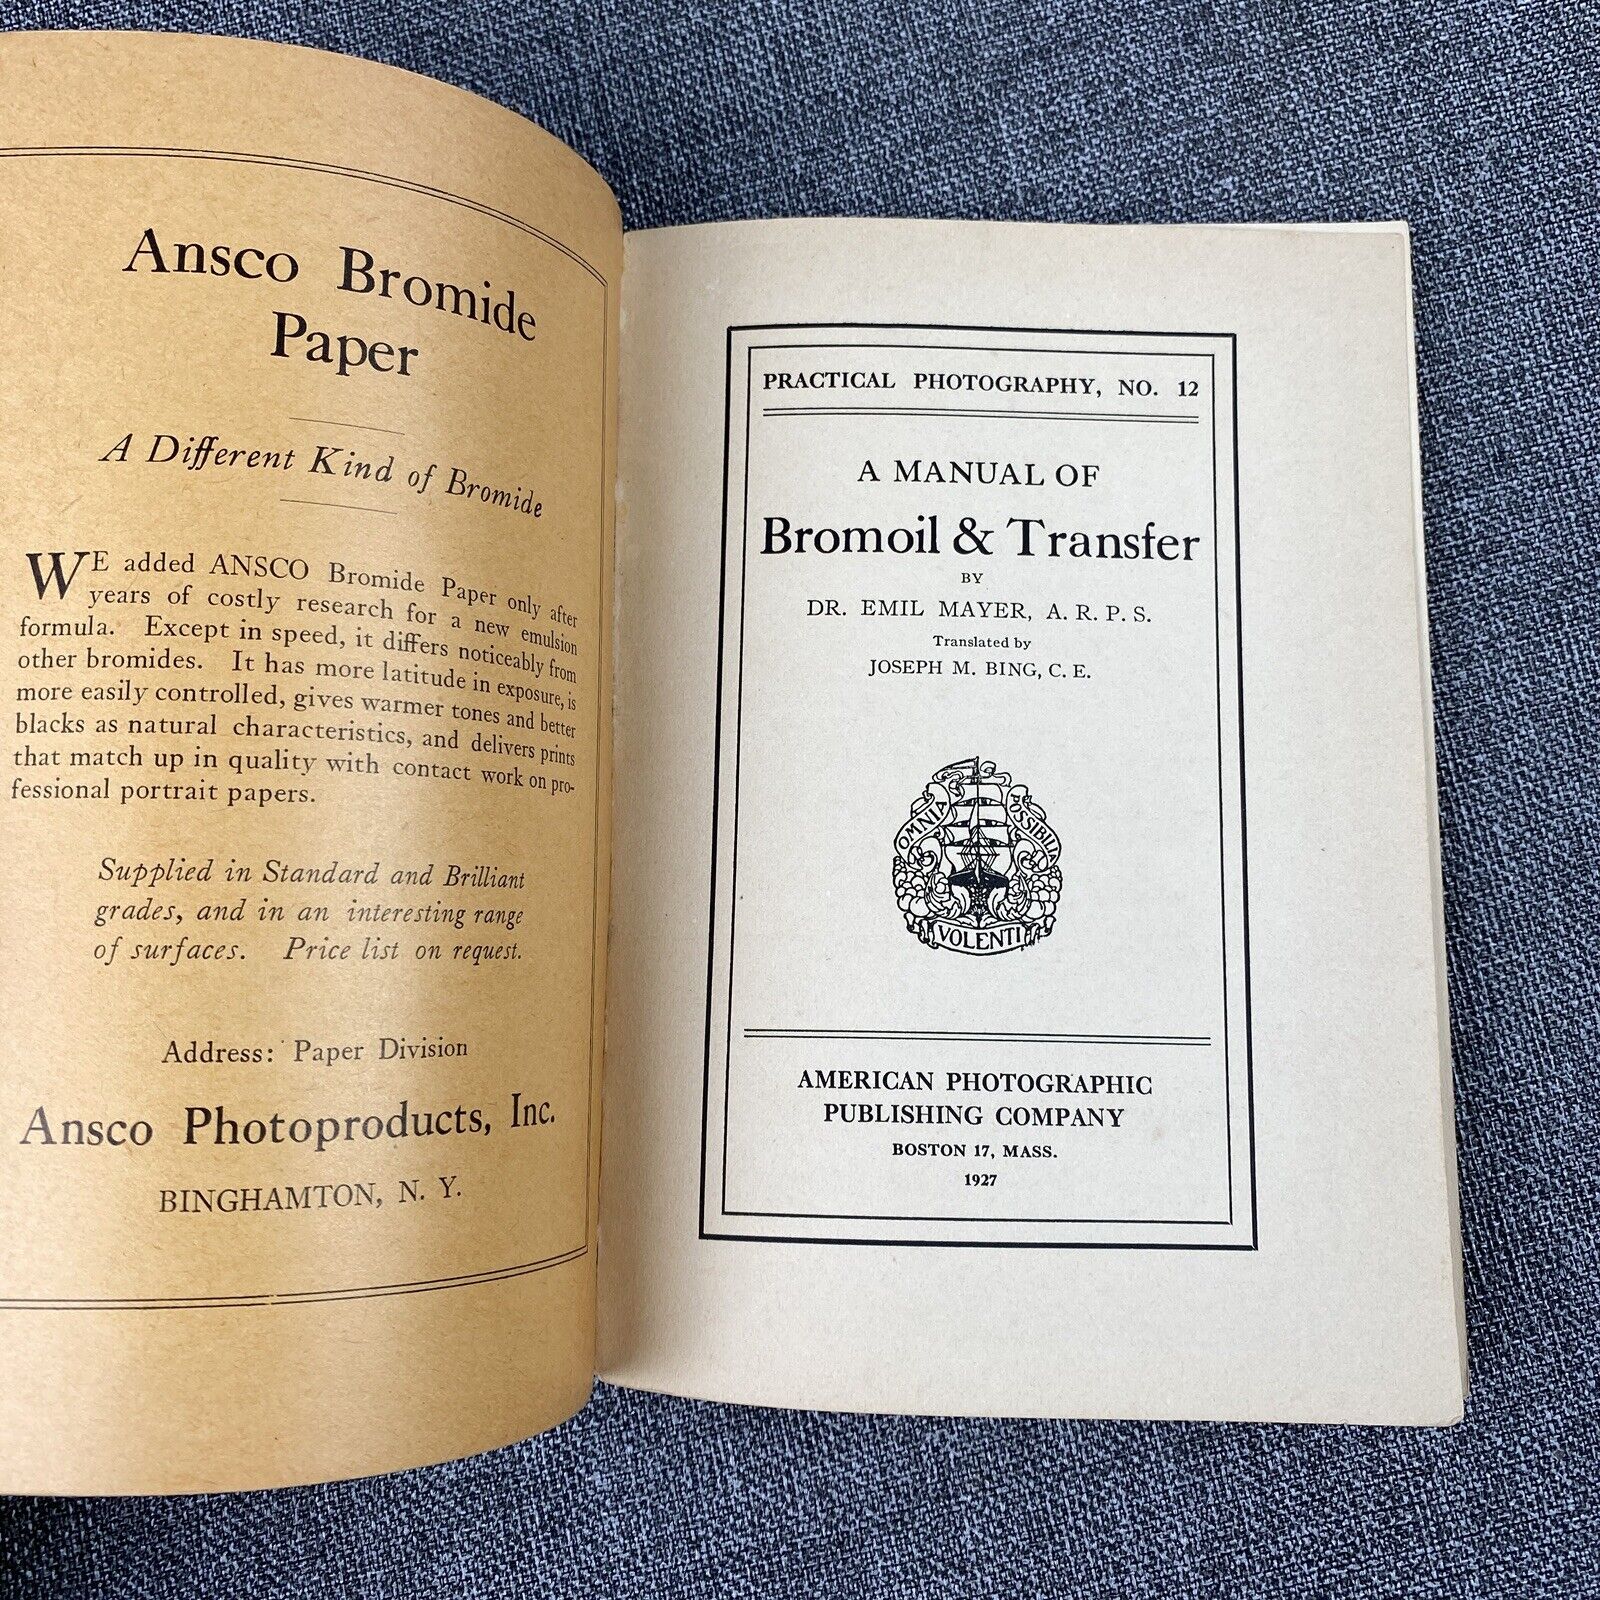 Ansco Bromide
Paper
A Different Kind of Bromide
WE added ANSCO Bromide Paper only after
years of costly research for a new emulsion
formula. Except in speed, it differs noticeably from
other bromides. It has more latitude in exposure, is
more easily controlled, gives warmer tones and better
blacks as natural characteristics, and delivers prints
that match up in quality with contact work on pro-
fessional portrait papers.
Supplied in Standard and Brilliant
grades, and in an interesting range
of surfaces. Price list on request.
Address: Paper Division
Ansco Photoproducts, Inc.
BINGHAMTON, N. Y.
PRACTICAL PHOTOGRAPHY, NO. 12
A MANUAL OF
Bromoil & Transfer
BY
DR. EMIL MAYER, A. R. P. S.
Translated by
JOSEPH M. BING, C. E.
OMNIA
POSSIBILIA
VOLENTI
AMERICAN PHOTOGRAPHIC
PUBLISHING COMPANY
BOSTON 17, MASS.
1927